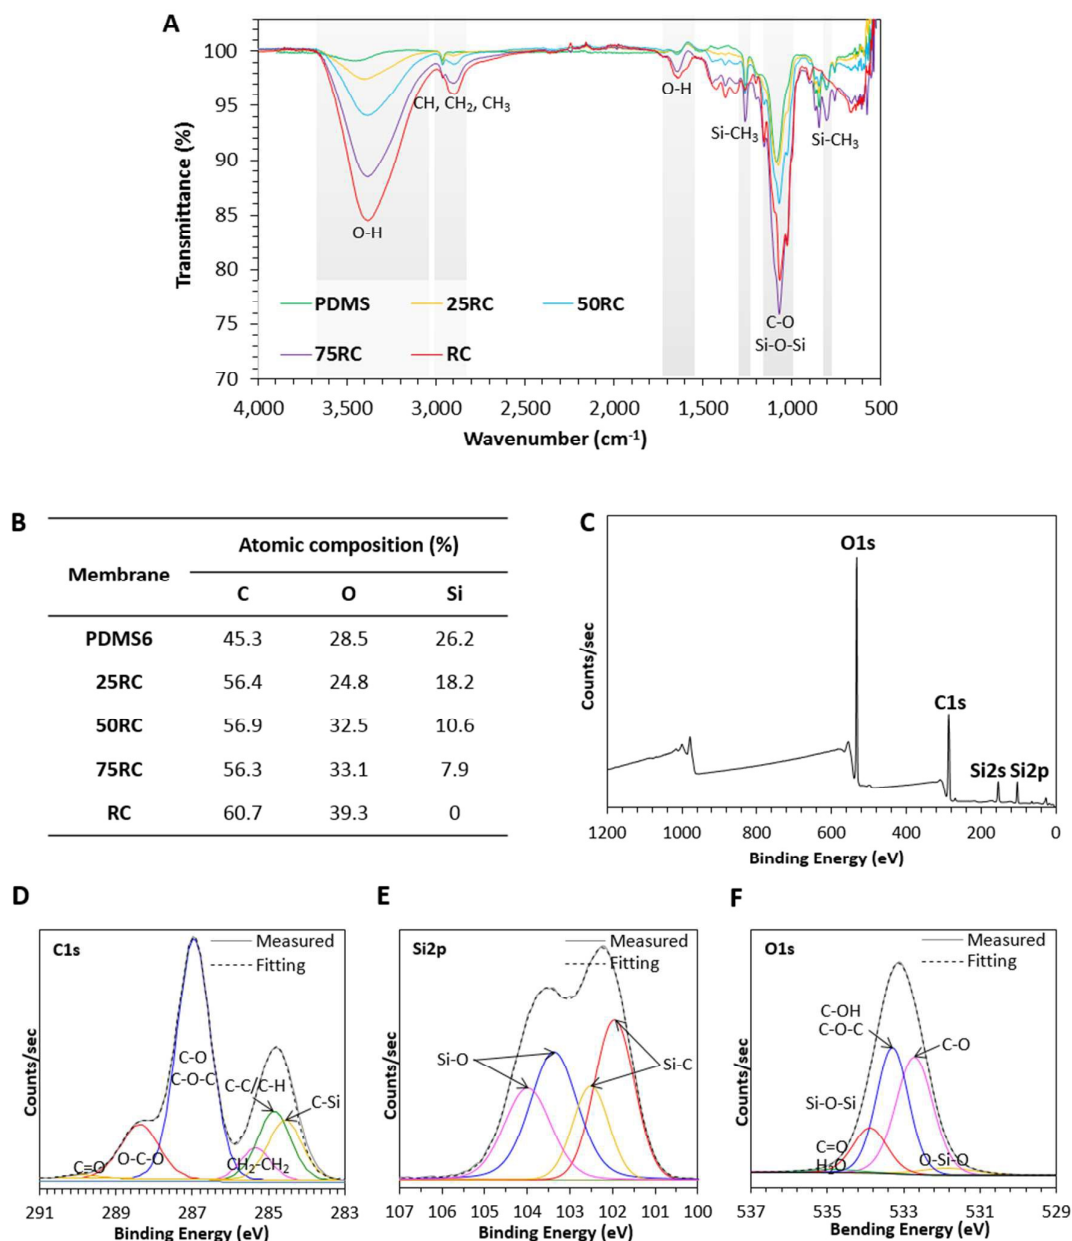 A
Transmittance (%)
100
95
90
85
80
75
70
O-H
CH, CH2, CH3
O-H
Si-CH3
Si-CH3
C-O
Si-O-Si
PDMS
25RC
50RC
75RC
RC
4,000 3,500 3,000 2,500 2,000 1,500 1,000 500
Wavenumber (cm-1)
B
Membrane
Atomic composition (%)
C O Si
PDMS6 45.3 28.5 26.2
25RC 56.4 24.8 18.2
50RC 56.9 32.5 10.6
75RC 56.3 33.1 7.9
RC 60.7 39.3 0
C
Counts/sec
O1s
C1s
Si2s Si2p
1200 1000 800 600 400 200 0
Binding Energy (eV)
D
C1s
Measured
Fitting
Counts/sec
C-O
C-O-C
C-C/C-H
C-Si
C=O
O-C-O
CH2-CH2
291 289 287 285 283
Binding Energy (eV)
E
Si2p
Measured
Fitting
Counts/sec
Si-O
Si-C
107 106 105 104 103 102 101 100
Binding Energy (eV)
F
O1s
Measured
Fitting
Counts/sec
C-OH
C-O-C
C-O
Si-O-Si
C=O
H2O
O-Si-O
537 535 533 531 529
Bending Energy (eV)